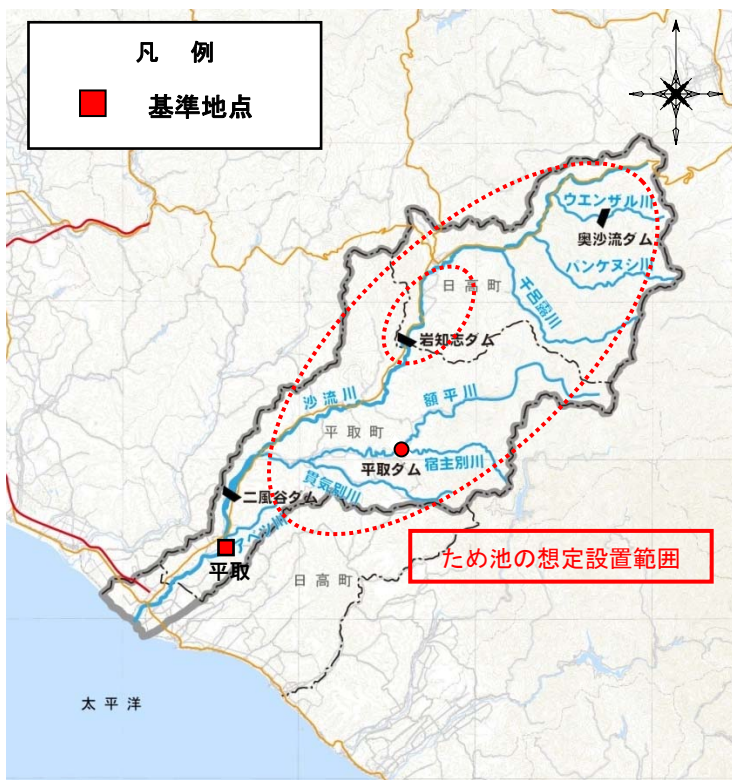 凡 例
基準地点
ウエンザル川
奥沙流ダム
パンケヌシ川
日高町
千呂露川
岩知志ダム
沙流川
額平川
平取町
平取ダム
宿主別川
貫気別川
二風谷ダム
アベツ川
平取
ため池の想定設置範囲
日高町
太平洋